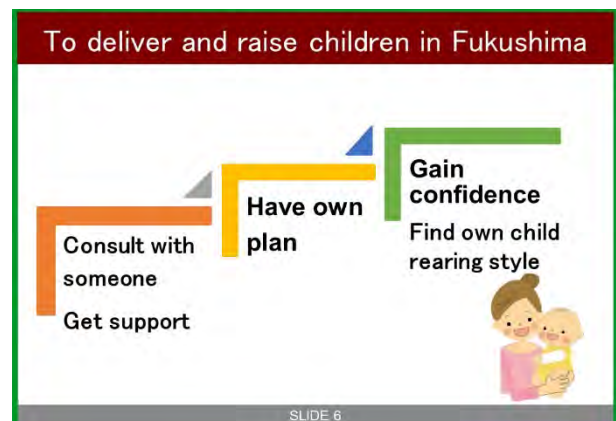 To deliver and raise children in Fukushima
Consult with
someone
Get support
Have own
plan
Gain
confidence
Find own child
rearing style
SLIDE 6